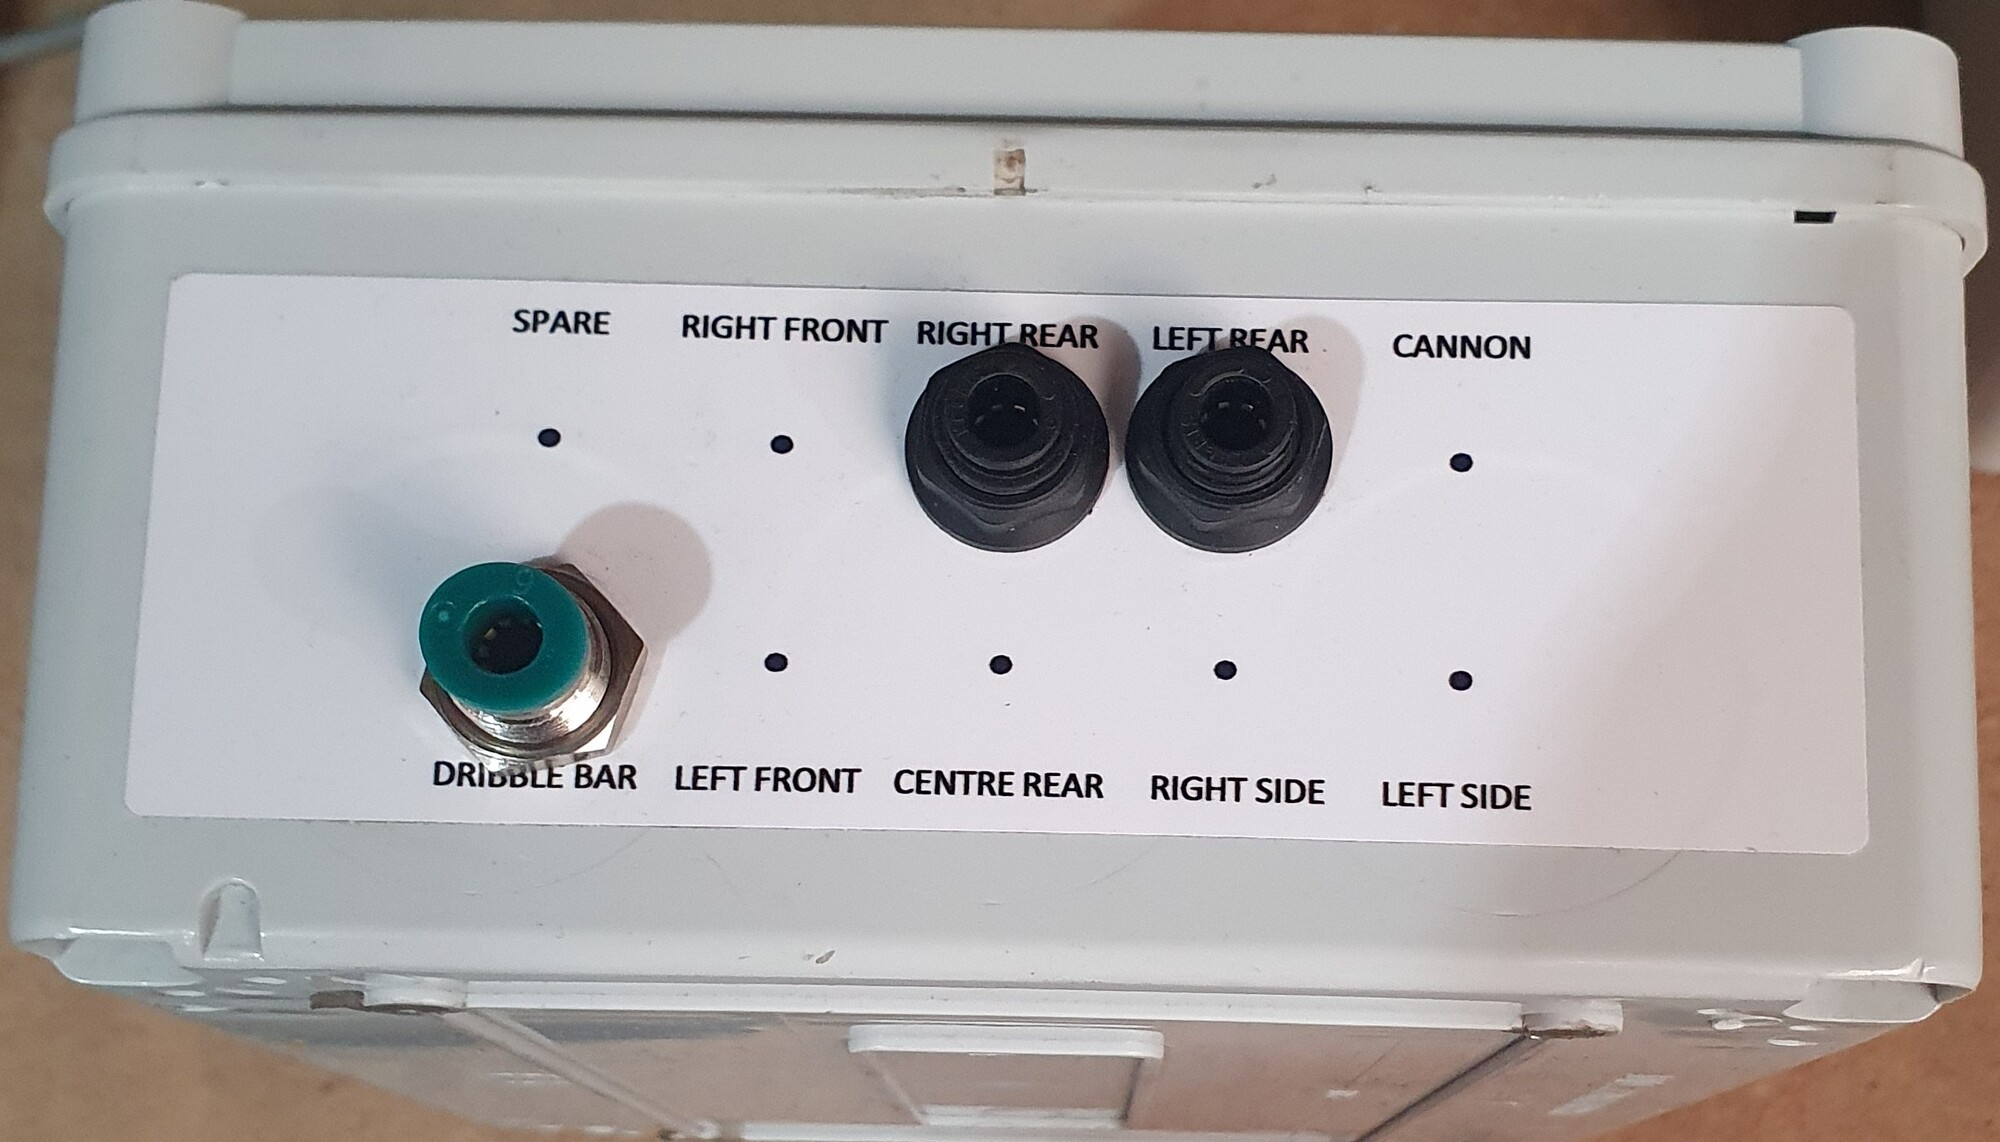 SPARE RIGHT FRONT RIGHT REAR LEFT REAR CANNON
DRIBBLE BAR LEFT FRONT CENTRE REAR RIGHT SIDE LEFT SIDE